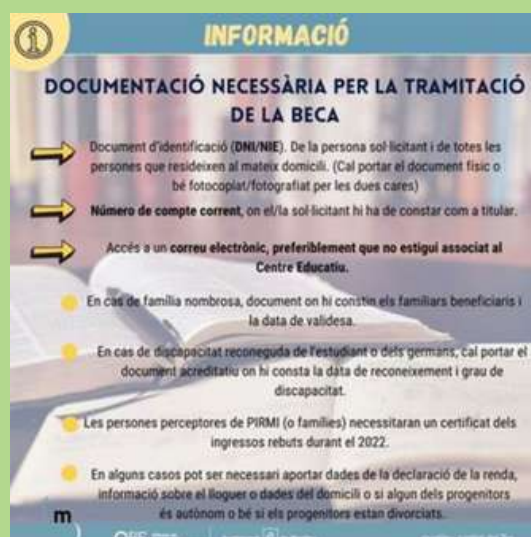 INFORMACIÓ
DOCUMENTACIÓ NECESSÀRIA PER LA TRAMITACIÓ
DE LA BECA
Document d'identificació (DNI/NIE). De la persona sol·licitant i de totes les
persones que resideixen al mateix domicili. (Cal portar el document físic o
bé fotocopiat/fotografiat per les dues cares)
Número de compte corrent, on el/la sol·licitant hi ha de constar com a titular.
Accés a un correu electrònic, preferiblement que no estigui associat al
Centre Educatiu.
En cas de família nombrosa, document on hi constin els familiars beneficiaris i
la data de validesa.
En cas de discapacitat reconeguda de l'estudiant o dels germans, cal portar el
document acreditatiu on hi consta la data de reconeixement i grau de
discapacitat.
Les persones perceptores de PIRMI (o famílies) necessitaran un certificat dels
ingressos rebuts durant el 2022.
En alguns casos pot ser necessari aportar dades de la declaració de la renda,
informació sobre el lloguer o dades del domicili o si algun dels progenitors
és autònom o bé si els progenitors estan divorciats.
m